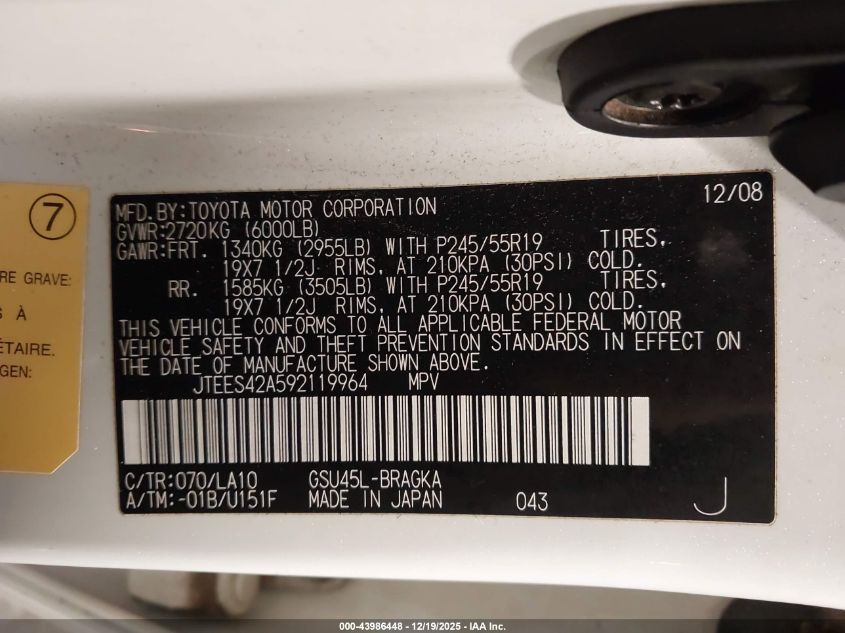 7
RE GRAVE:
S À
ÉTAIRE.
GEN:
12/08
MFD.BY:TOYOTA MOTOR CORPORATION
GVWR:2720KG (6000LB)
GAWR:FRT. 1340KG (2955LB) WITH P245/55R19 TIRES,
19X7 1/2J RIMS, AT 210KPA (30PSI) COLD.
RR. 1585KG (3505LB) WITH P245/55R19 TIRES,
19X7 1/2J RIMS, AT 210KPA (30PSI) COLD.
THIS VEHICLE CONFORMS TO ALL APPLICABLE FEDERAL MOTOR
VEHICLE SAFETY AND THEFT PREVENTION STANDARDS IN EFFECT ON
THE DATE OF MANUFACTURE SHOWN ABOVE.
JTEES42A592119964 MPV
C/TR:070/LA10 GSU45L-BRAGKA
A/TM:-01B/U151F MADE IN JAPAN 043 J
000-43986448 - 12/19/2025 - IAA Inc.